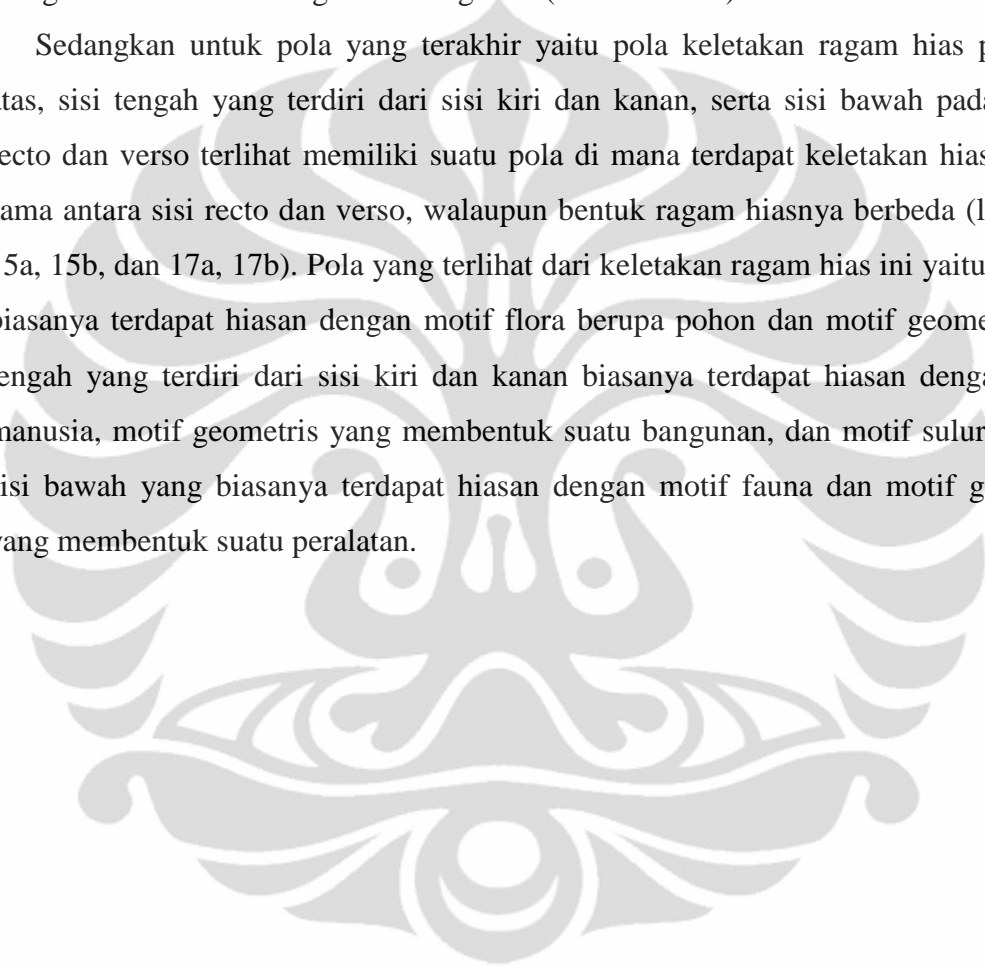 Sedangkan untuk pola yang terakhir yaitu pola keletakan ragam hias p
atas, sisi tengah yang terdiri dari sisi kiri dan kanan, serta sisi bawah pada
ecto dan verso terlihat memiliki suatu pola di mana terdapat keletakan hias
ama antara sisi recto dan verso, walaupun bentuk ragam hiasnya berbeda (l
5a, 15b, dan 17a, 17b). Pola yang terlihat dari keletakan ragam hias ini yaitu
biasanya terdapat hiasan dengan motif flora berupa pohon dan motif geome
engah yang terdiri dari sisi kiri dan kanan biasanya terdapat hiasan denga
manusia, motif geometris yang membentuk suatu bangunan, dan motif sulur
isi bawah yang biasanya terdapat hiasan dengan motif fauna dan motif g
yang membentuk suatu peralatan.